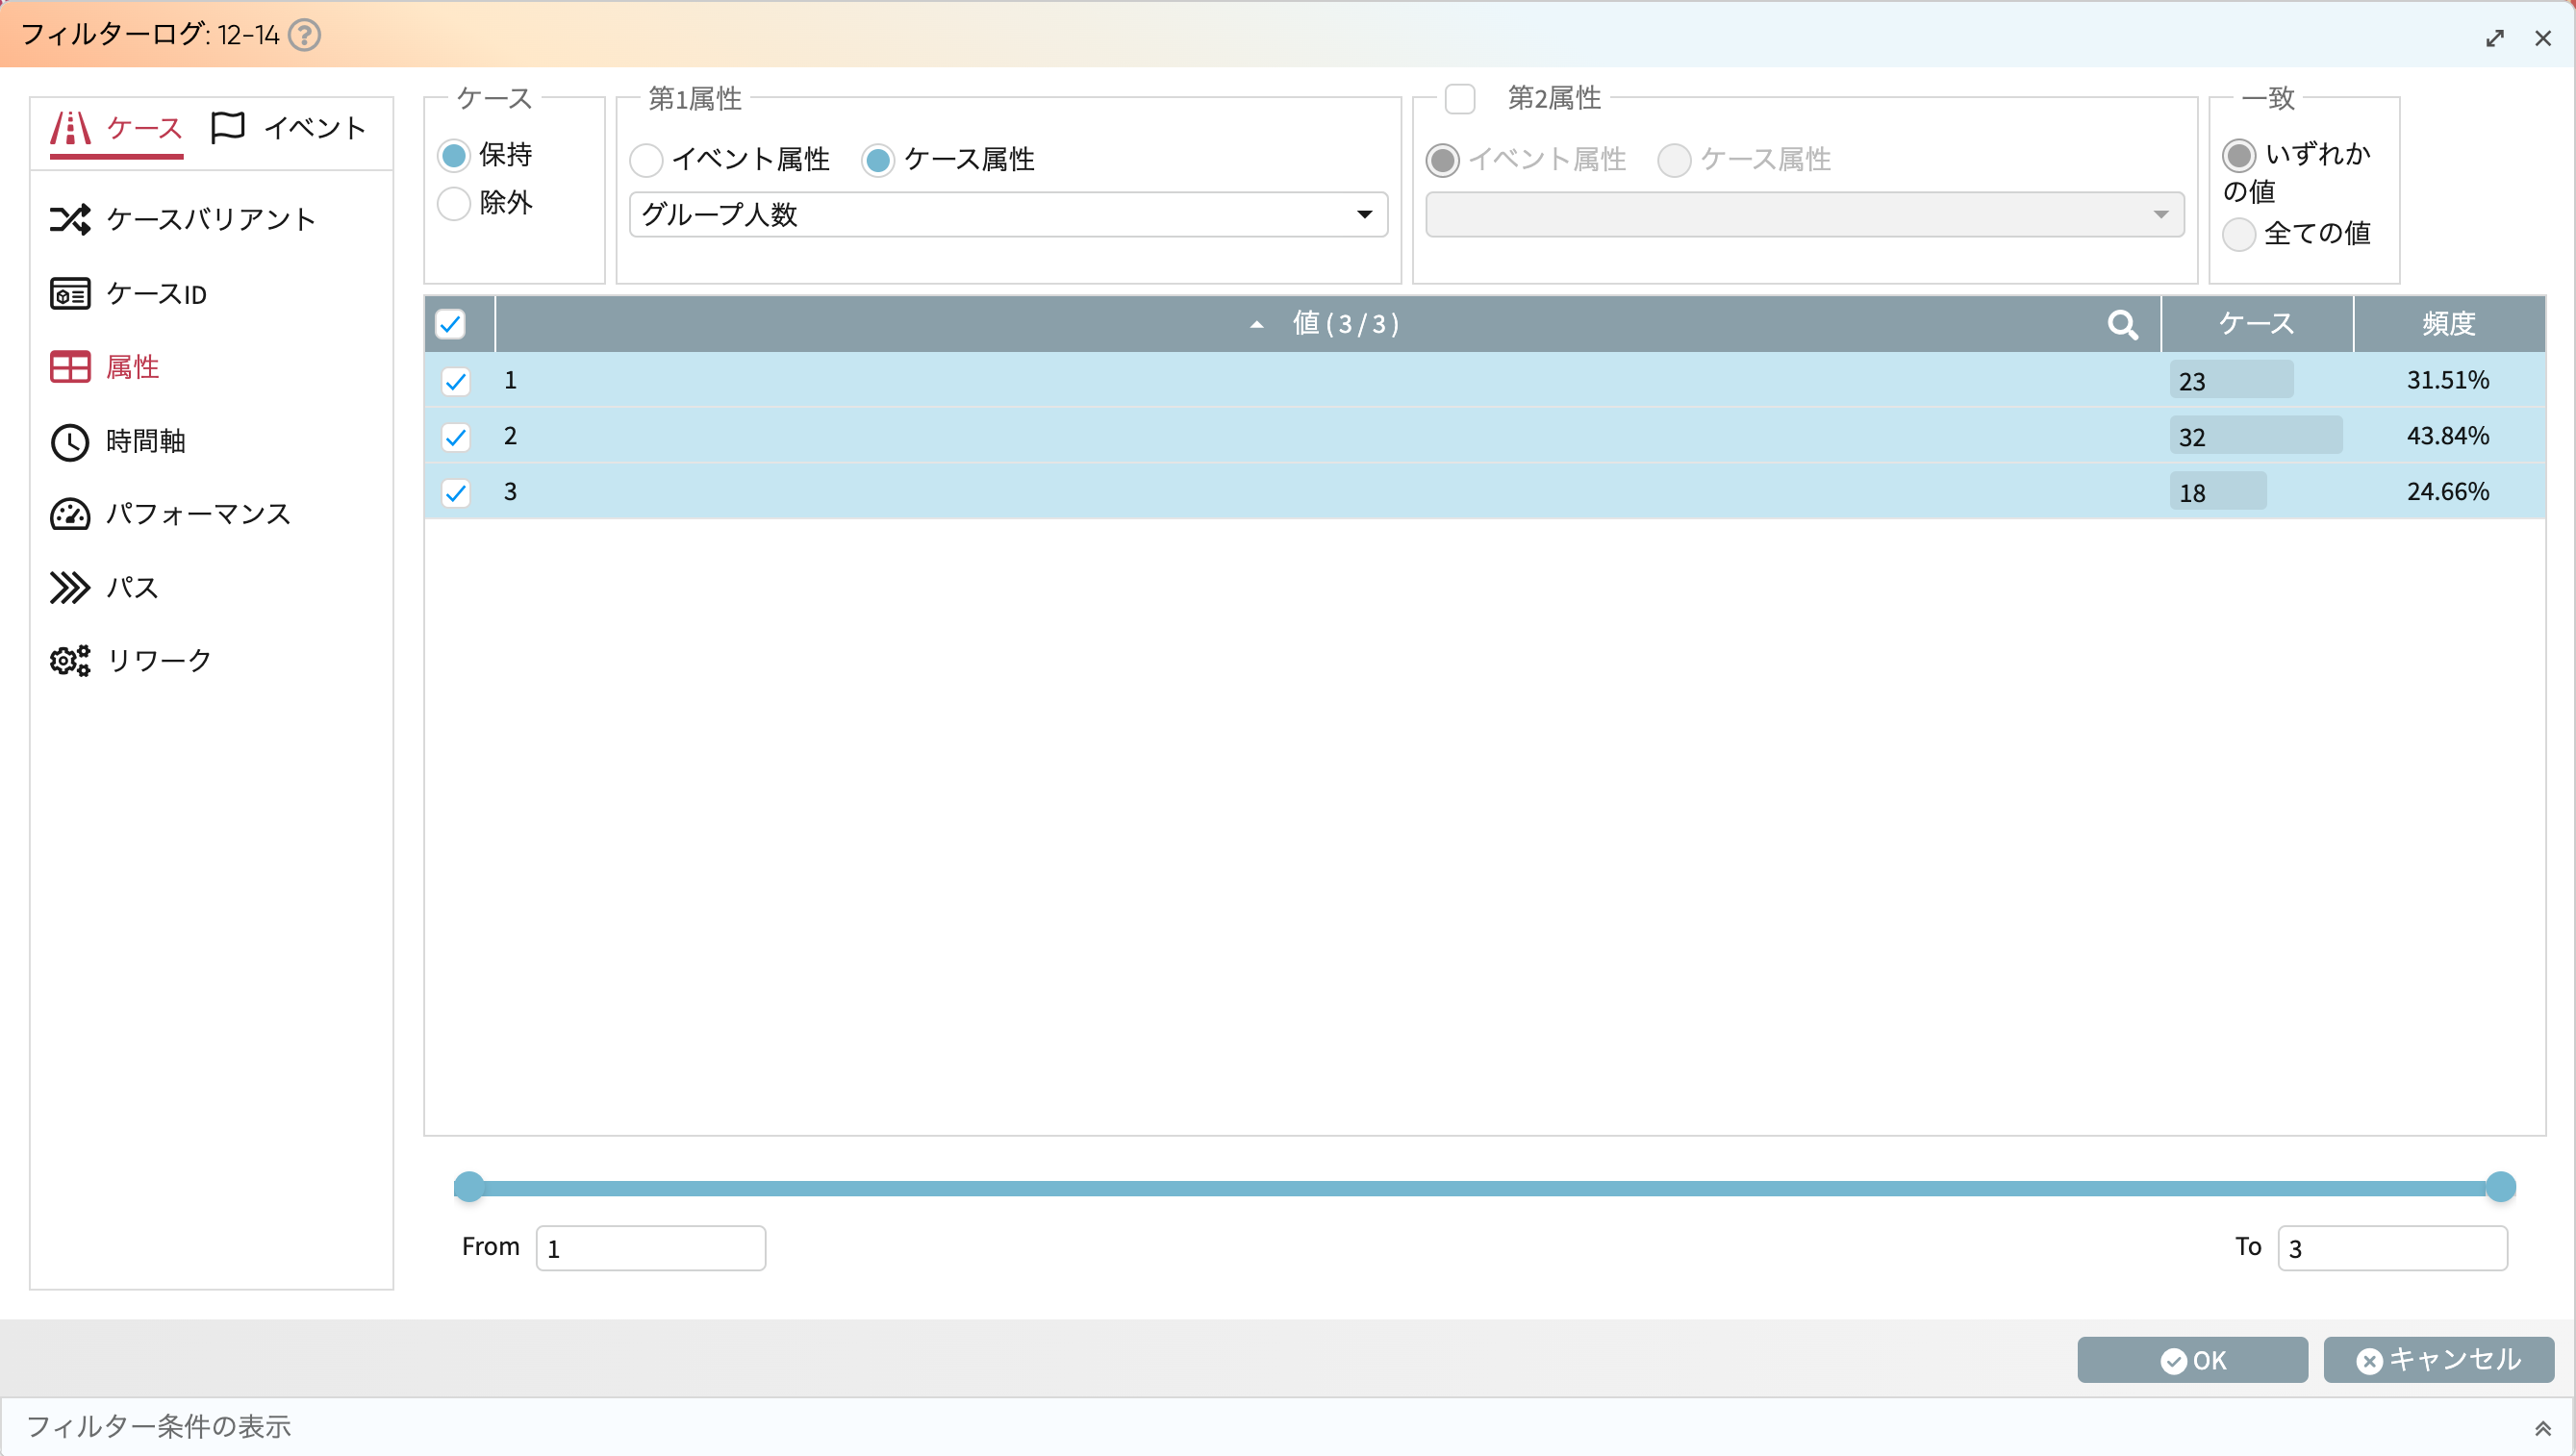 フィルターログ: 12-14
ケース イベント
ケースバリアント
ケースID
属性
時間軸
パフォーマンス
パス
リワーク
ケース
保持
除外
第1属性
イベント属性 ケース属性
グループ人数
第2属性
イベント属性 ケース属性
一致
いずれか
の値
全ての値
値 ( 3 / 3 ) ケース 頻度
1 23 31.51%
2 32 43.84%
3 18 24.66%
From 1 To 3
OK キャンセル
フィルター条件の表示